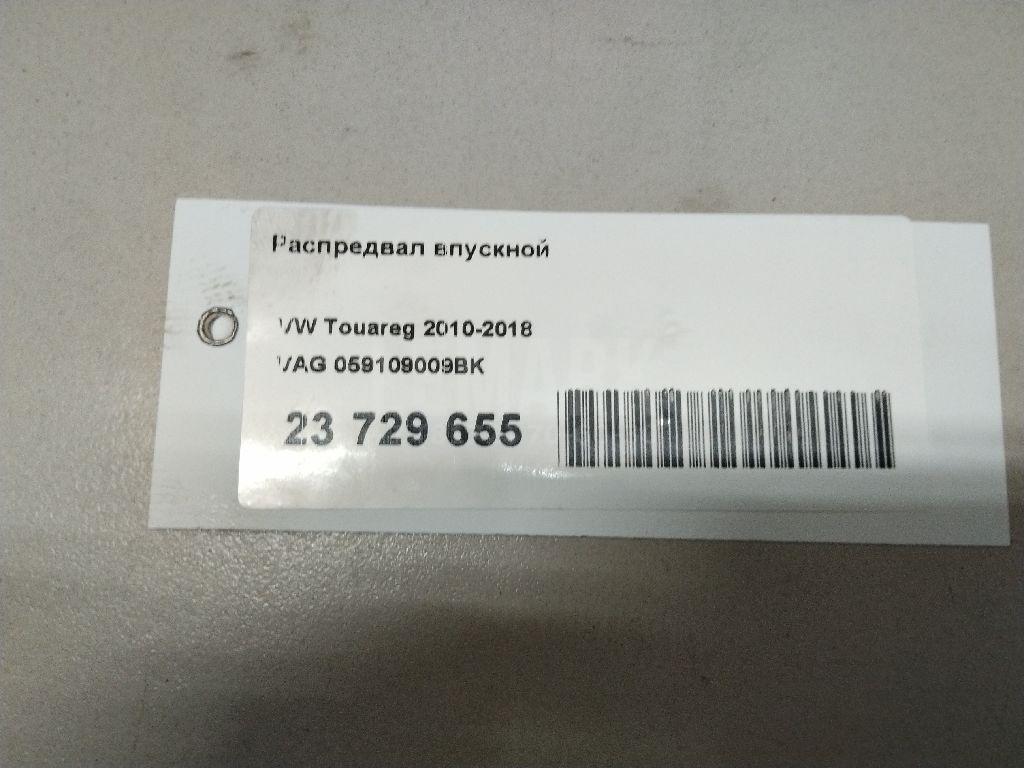 Распредвал впускной
VW Touareg 2010-2018
VAG 059109009BK
23 729 655